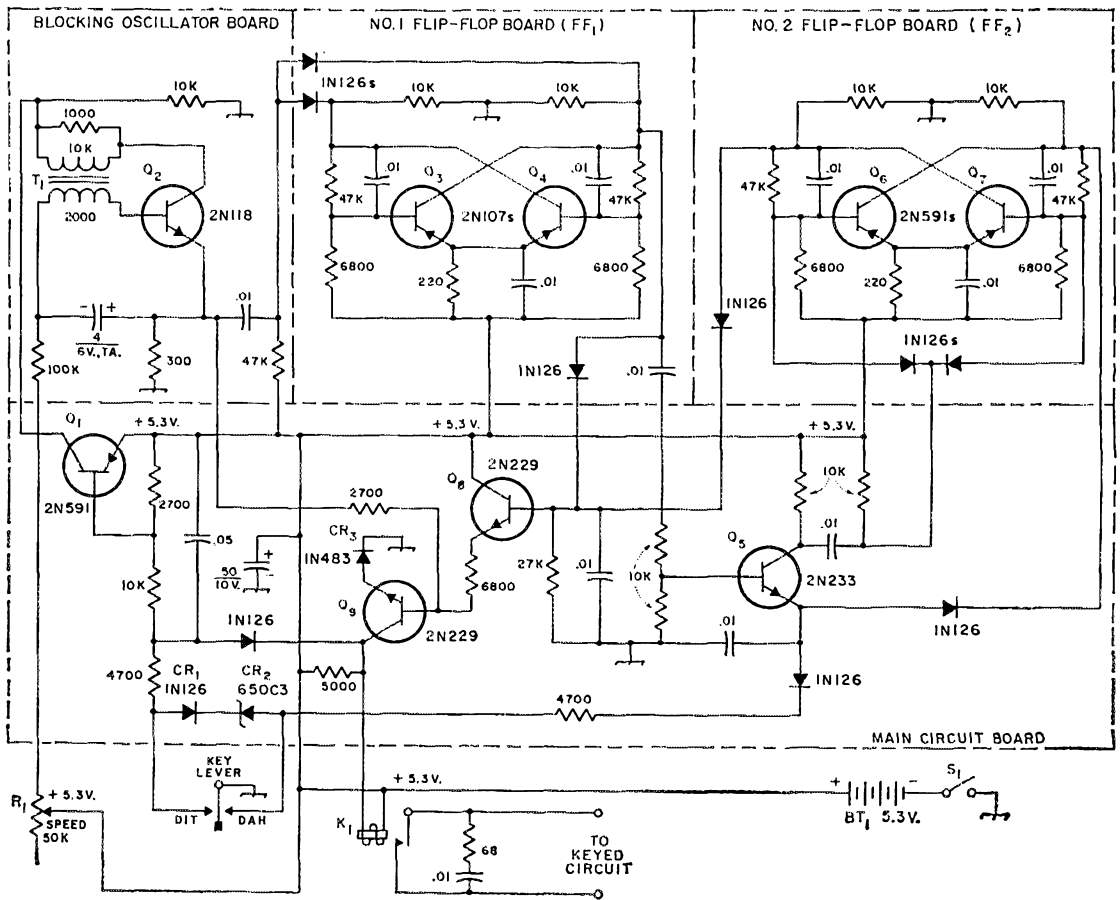 BLOCKING OSCILLATOR BOARD
NO. 1 FLIP-FLOP BOARD (FF1)
NO. 2 FLIP-FLOP BOARD (FF2)
10K
1000
10K
T1
2000
Q2
2N118
1N126s
10K
10K
.01
.01
Q3
Q4
47K
47K
2N107s
6800
6800
220
.01
10K
10K
.01
.01
Q6
Q7
47K
47K
2N591s
6800
6800
220
.01
- +
4
6V., TA.
.01
100K
300
47K
1N126
.01
1N126
1N126s
Q1
+5.3V.
+5.3V.
+5.3V.
2N591
2700
.05
50
10V.
+
-
10K
2700
CR3
1N483
Q8
2N229
6800
Q9
2N229
27K
.01
10K
10K
.01
Q5
2N233
.01
1N126
1N126
4700
CR1
1N126
CR2
650C3
5000
4700
1N126
MAIN CIRCUIT BOARD
KEY
LEVER
DIT
DAH
R1
+5.3V.
SPEED
50K
+5.3V.
K1
68
.01
TO
KEYED
CIRCUIT
+ -
BT1 5.3V.
S1